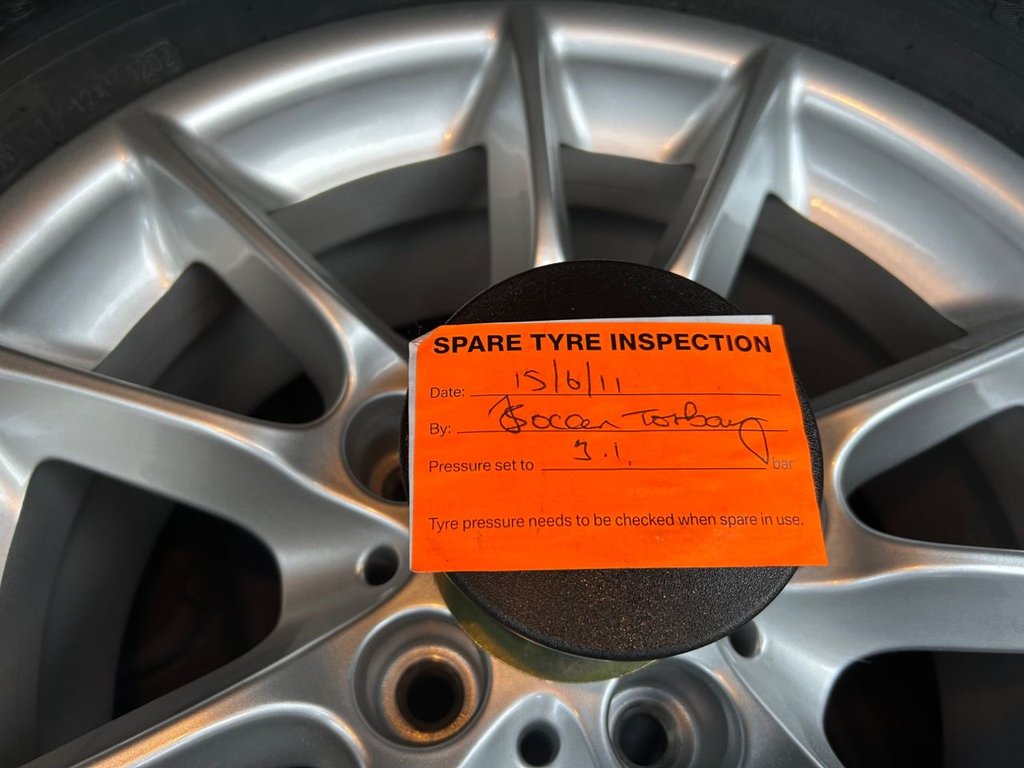 SPARE TYRE INSPECTION
Date: 15/6/11
By: Torbay
Pressure set to 3.1. bar
Tyre pressure needs to be checked when spare in use.